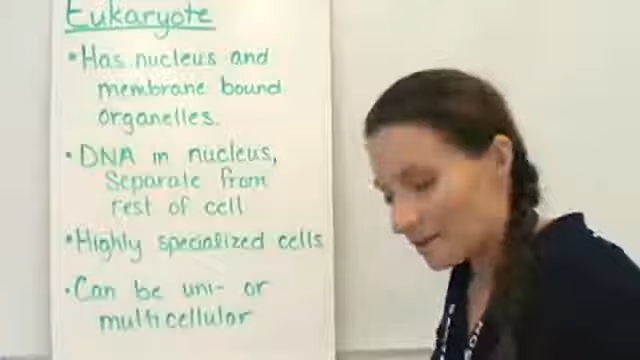 Eukaryote
•Has nucleus and
membrane bound
organelles.
•DNA in nucleus,
Separate from
rest of cell
•Highly specialized cells
•Can be uni- or
multicellular